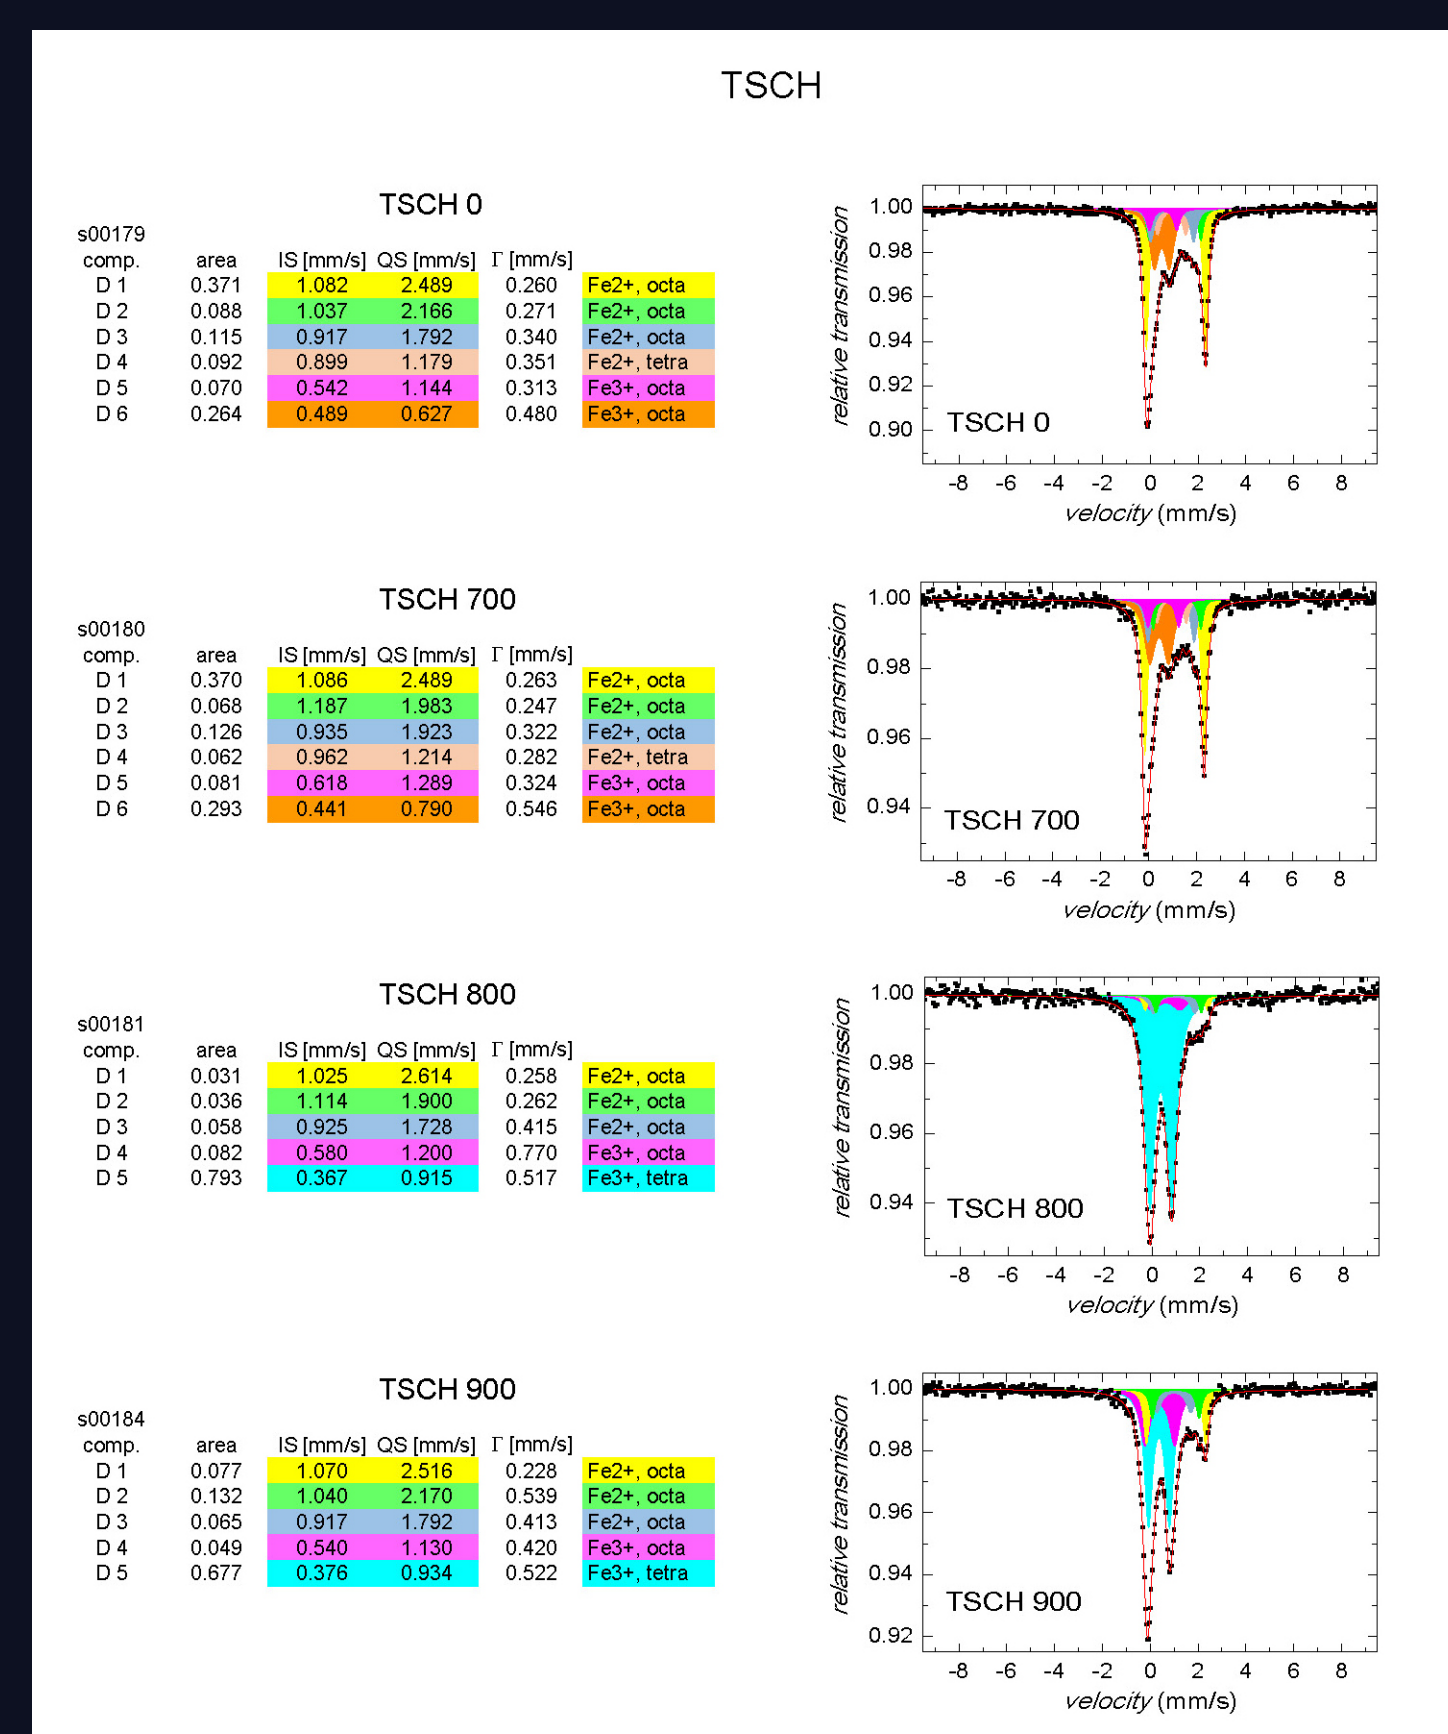 TSCH
TSCH 0
s00179
comp. area IS [mm/s] QS [mm/s] Γ [mm/s]
D 1 0.371 1.082 2.489 0.260 Fe2+, octa
D 2 0.088 1.037 2.166 0.271 Fe2+, octa
D 3 0.115 0.917 1.792 0.340 Fe2+, octa
D 4 0.092 0.899 1.179 0.351 Fe2+, tetra
D 5 0.070 0.542 1.144 0.313 Fe3+, octa
D 6 0.264 0.489 0.627 0.480 Fe3+, octa
relative transmission
1.00
0.98
0.96
0.94
0.92
0.90
TSCH 0
-8 -6 -4 -2 0 2 4 6 8
velocity (mm/s)
TSCH 700
s00180
comp. area IS [mm/s] QS [mm/s] Γ [mm/s]
D 1 0.370 1.086 2.489 0.263 Fe2+, octa
D 2 0.068 1.187 1.983 0.247 Fe2+, octa
D 3 0.126 0.935 1.923 0.322 Fe2+, octa
D 4 0.062 0.962 1.214 0.282 Fe2+, tetra
D 5 0.081 0.618 1.289 0.324 Fe3+, octa
D 6 0.293 0.441 0.790 0.546 Fe3+, octa
relative transmission
1.00
0.98
0.96
0.94
TSCH 700
-8 -6 -4 -2 0 2 4 6 8
velocity (mm/s)
TSCH 800
s00181
comp. area IS [mm/s] QS [mm/s] Γ [mm/s]
D 1 0.031 1.025 2.614 0.258 Fe2+, octa
D 2 0.036 1.114 1.900 0.262 Fe2+, octa
D 3 0.058 0.925 1.728 0.415 Fe2+, octa
D 4 0.082 0.580 1.200 0.770 Fe3+, octa
D 5 0.793 0.367 0.915 0.517 Fe3+, tetra
relative transmission
1.00
0.98
0.96
0.94
TSCH 800
-8 -6 -4 -2 0 2 4 6 8
velocity (mm/s)
TSCH 900
s00184
comp. area IS [mm/s] QS [mm/s] Γ [mm/s]
D 1 0.077 1.070 2.516 0.228 Fe2+, octa
D 2 0.132 1.040 2.170 0.539 Fe2+, octa
D 3 0.065 0.917 1.792 0.413 Fe2+, octa
D 4 0.049 0.540 1.130 0.420 Fe3+, octa
D 5 0.677 0.376 0.934 0.522 Fe3+, tetra
relative transmission
1.00
0.98
0.96
0.94
0.92
TSCH 900
-8 -6 -4 -2 0 2 4 6 8
velocity (mm/s)